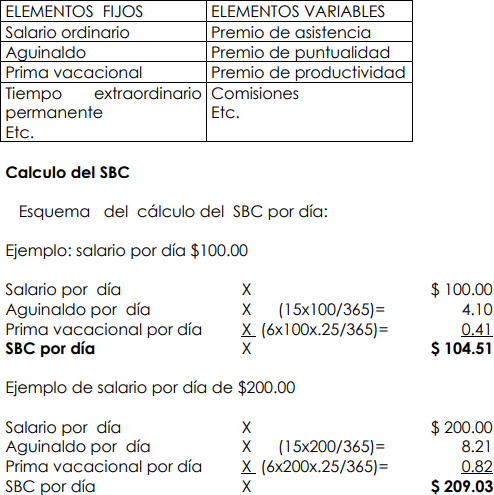 ELEMENTOS FIJOS ELEMENTOS VARIABLES
Salario ordinario Premio de asistencia
Aguinaldo Premio de puntualidad
Prima vacacional Premio de productividad
Tiempo extraordinario Comisiones
permanente Etc.
Etc.
Calculo del SBC
Esquema del cálculo del SBC por día:
Ejemplo: salario por día $100.00
Salario por día X $ 100.00
Aguinaldo por día X (15x100/365)= 4.10
Prima vacacional por día X (6x100x.25/365)= 0.41
SBC por día X $ 104.51
Ejemplo de salario por día de $200.00
Salario por día X $ 200.00
Aguinaldo por día X (15x200/365)= 8.21
Prima vacacional por día X (6x200x.25/365)= 0.82
SBC por día X $ 209.03